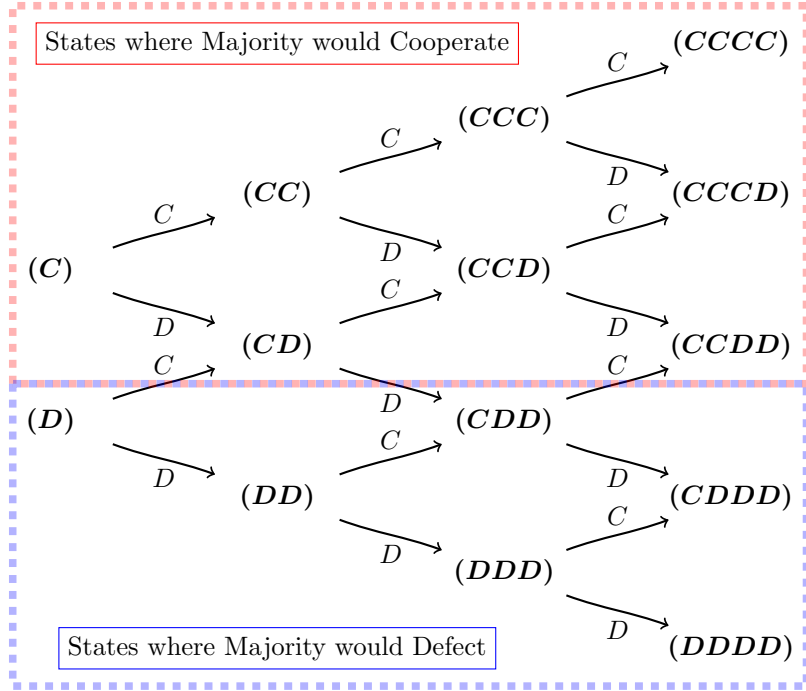 States where Majority would Cooperate
(CCCC)
C
(CCC)
C
D
(CC)
(CCCD)
C
C
D
(C)
(CCD)
C
D
D
(CD)
(CCDD)
C
C
D
(D)
(CDD)
C
D
D
(DD)
(CDDD)
C
D
(DDD)
D
States where Majority would Defect
(DDDD)